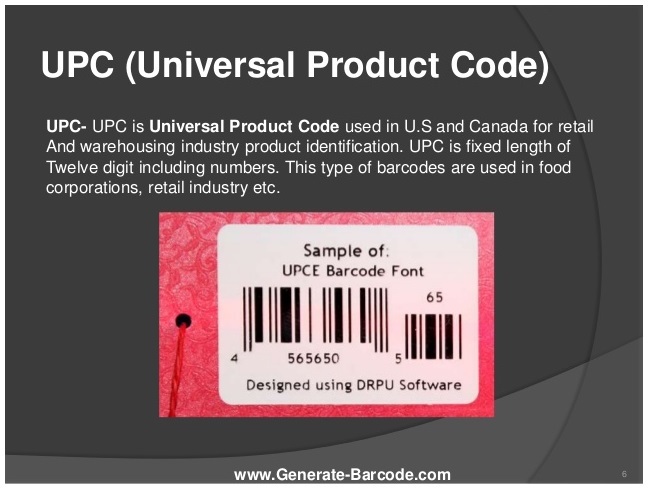 UPC (Universal Product Code)
UPC- UPC is Universal Product Code used in U.S and Canada for retail
And warehousing industry product identification. UPC is fixed length of
Twelve digit including numbers. This type of barcodes are used in food
corporations, retail industry etc.
Sample of:
UPCE Barcode Font
65
4 565650 5
Designed using DRPU Software
www.Generate-Barcode.com
6